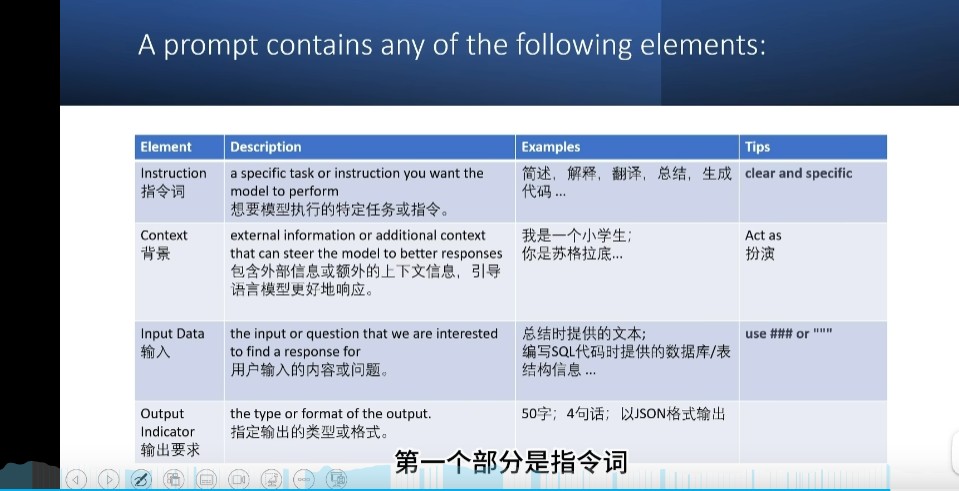 A prompt contains any of the following elements:
Element Description Examples Tips
Instruction
指令词
a specific task or instruction you want the
model to perform
想要模型执行的特定任务或指令。
简述，解释，翻译，总结，生成
代码 ...
clear and specific
Context
背景
external information or additional context
that can steer the model to better responses
包含外部信息或额外的上下文信息，引导
语言模型更好地响应。
我是一个小学生；
你是苏格拉底...
Act as
扮演
Input Data
输入
the input or question that we are interested
to find a response for
用户输入的内容或问题。
总结时提供的文本;
编写SQL代码时提供的数据库/表
结构信息 ...
use ### or """
Output
Indicator
输出要求
the type or format of the output.
指定输出的类型或格式。
50字；4句话；以JSON格式输出
第一个部分是指令词